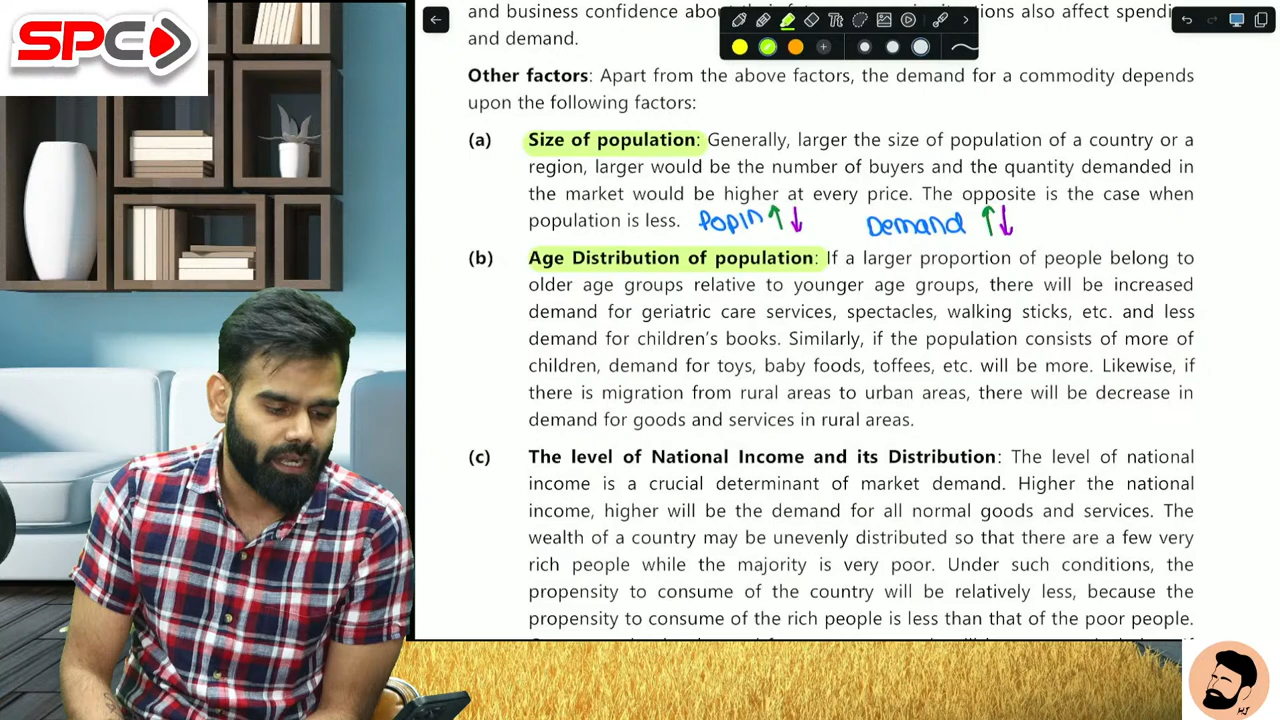 SPC
and business confidence about
also affect
and demand.
Other factors: Apart from the above factors, the demand for a commodity depends
upon the following factors:
(a) Size of population: Generally, larger the size of population of a country or a
region, larger would be the number of buyers and the quantity demanded in
the market would be higher at every price. The opposite is the case when
population is less. Popln ↑ ↓ Demand ↑ ↓
(b) Age Distribution of population: If a larger proportion of people belong to
older age groups relative to younger age groups, there will be increased
demand for geriatric care services, spectacles, walking sticks, etc. and less
demand for children's books. Similarly, if the population consists of more of
children, demand for toys, baby foods, toffees, etc. will be more. Likewise, if
there is migration from rural areas to urban areas, there will be decrease in
demand for goods and services in rural areas.
(c) The level of National Income and its Distribution: The level of national
income is a crucial determinant of market demand. Higher the national
income, higher will be the demand for all normal goods and services. The
wealth of a country may be unevenly distributed so that there are a few very
rich people while the majority is very poor. Under such conditions, the
propensity to consume of the country will be relatively less, because the
propensity to consume of the rich people is less than that of the poor people.
HJ